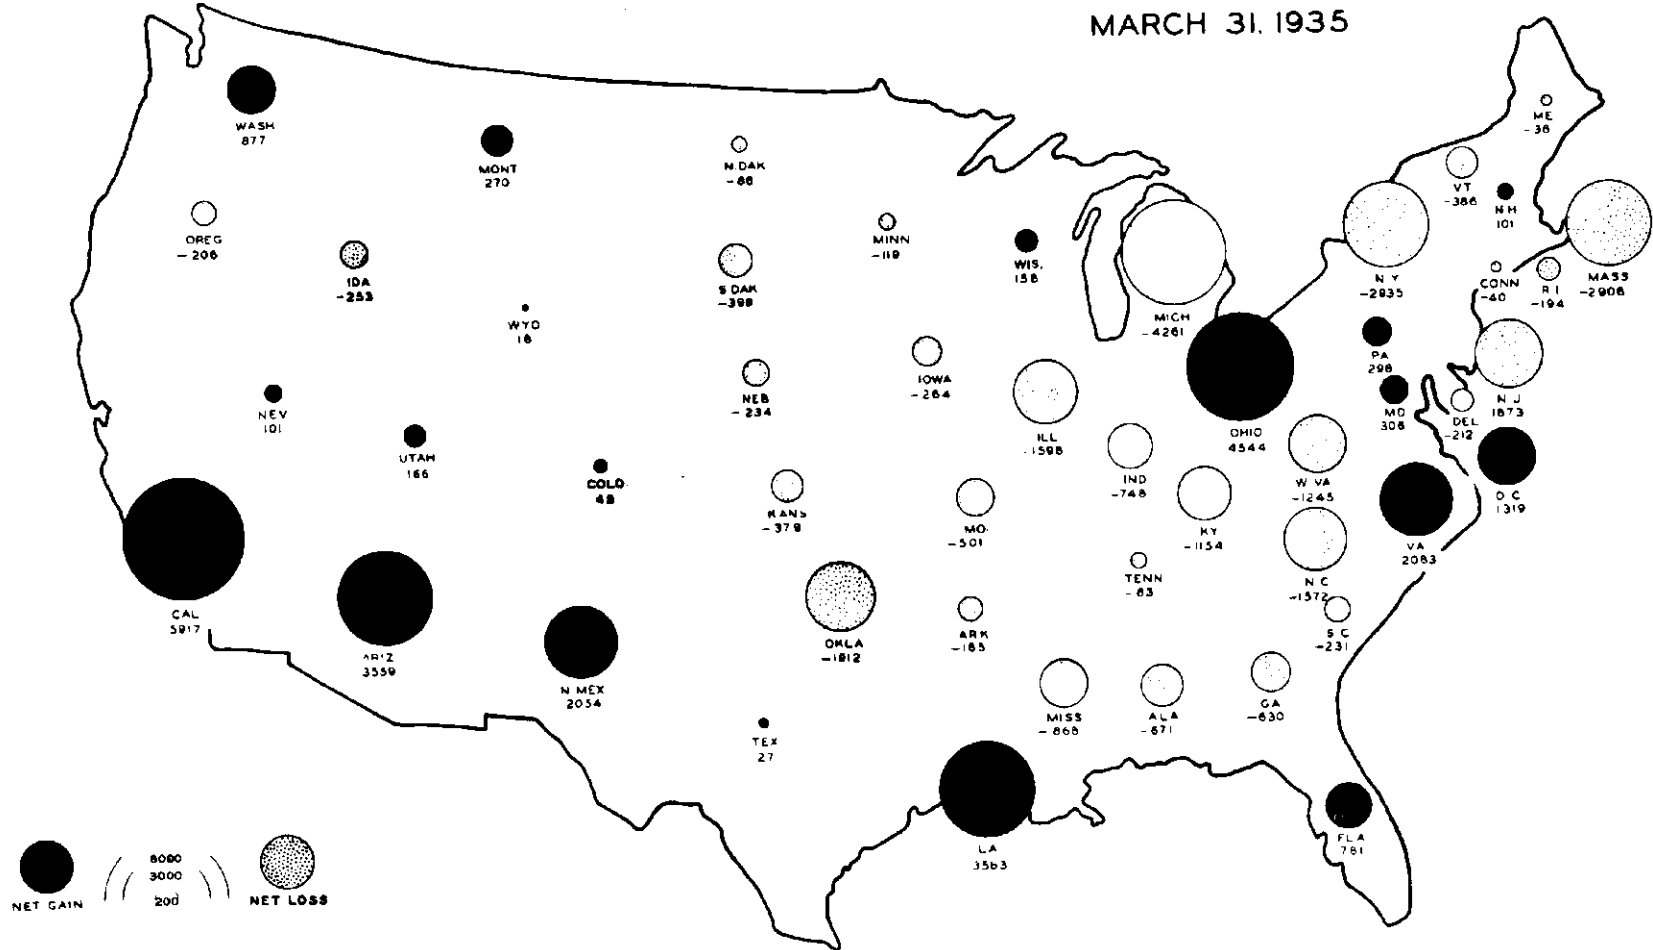 MARCH 31, 1935
WASH
877
MONT
270
N.DAK
-86
MINN
-119
WIS.
158
ME
-36
VT
-386
N H
101
OREG
-206
IDA
-253
S DAK
-399
WYO
18
MICH
-4261
N Y
-2935
CONN
-40
R I
-194
MASS
-2906
NEV
101
UTAH
166
COLO
48
NEB
-234
IOWA
-264
ILL
-1598
IND
-748
OHIO
4544
PA
298
MD
308
N J
1873
DEL
-212
D C
1319
W VA
-1245
KY
-1154
VA
2083
KANS
-379
MO.
-501
TENN
-83
N C
-1572
S C
-231
CAL
5917
ARIZ
3559
N MEX
2054
OKLA
-1912
ARK
-185
MISS
-868
ALA
-671
GA
-630
TEX
27
LA
3563
FLA
781
6000
3000
200
NET GAIN
NET LOSS